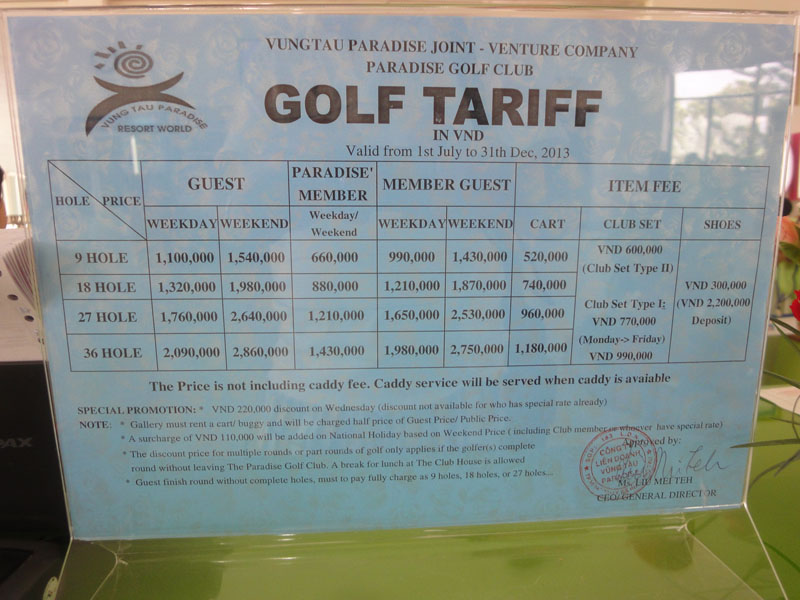 VUNGTAU PARADISE JOINT - VENTURE COMPANY
PARADISE GOLF CLUB
GOLF TARIFF
IN VND
Valid from 1st July to 31th Dec, 2013
VUNG TAU PARADISE
RESORT WORLD
HOLE PRICE GUEST PARADISE' MEMBER MEMBER GUEST ITEM FEE
WEEKDAY WEEKEND Weekday/ Weekend WEEKDAY WEEKEND CART CLUB SET SHOES
9 HOLE 1,100,000 1,540,000 660,000 990,000 1,430,000 520,000
18 HOLE 1,320,000 1,980,000 880,000 1,210,000 1,870,000 740,000
27 HOLE 1,760,000 2,640,000 1,210,000 1,650,000 2,530,000 960,000
36 HOLE 2,090,000 2,860,000 1,430,000 1,980,000 2,750,000 1,180,000
VND 600,000
(Club Set Type II)
Club Set Type I:
VND 770,000
(Monday-> Friday)
VND 990,000
VND 300,000
(VND 2,200,000
Deposit)
The Price is not including caddy fee. Caddy service will be served when caddy is avaiable
SPECIAL PROMOTION: * VND 220,000 discount on Wednesday (discount not available for who has special rate already)
NOTE: * Gallery must rent a cart/ buggy and will be charged half price of Guest Price/ Public Price.
* A surcharge of VND 110,000 will be added on National Holiday based on Weekend Price ( including Club member or whoever have special rate)
* The discount price for multiple rounds or part rounds of golf only applies if the golfer(s) complete
round without leaving The Paradise Golf Club. A break for lunch at The Club House is allowed
* Guest finish round without complete holes, must to pay fully charge as 9 holes, 18 holes, or 27 holes...
Approved by:
CÔNG TY
LIÊN DOANH
VŨNG TÀU
Ms. LIU MEI TEH
CEO/ GENERAL DIRECTOR
PAX